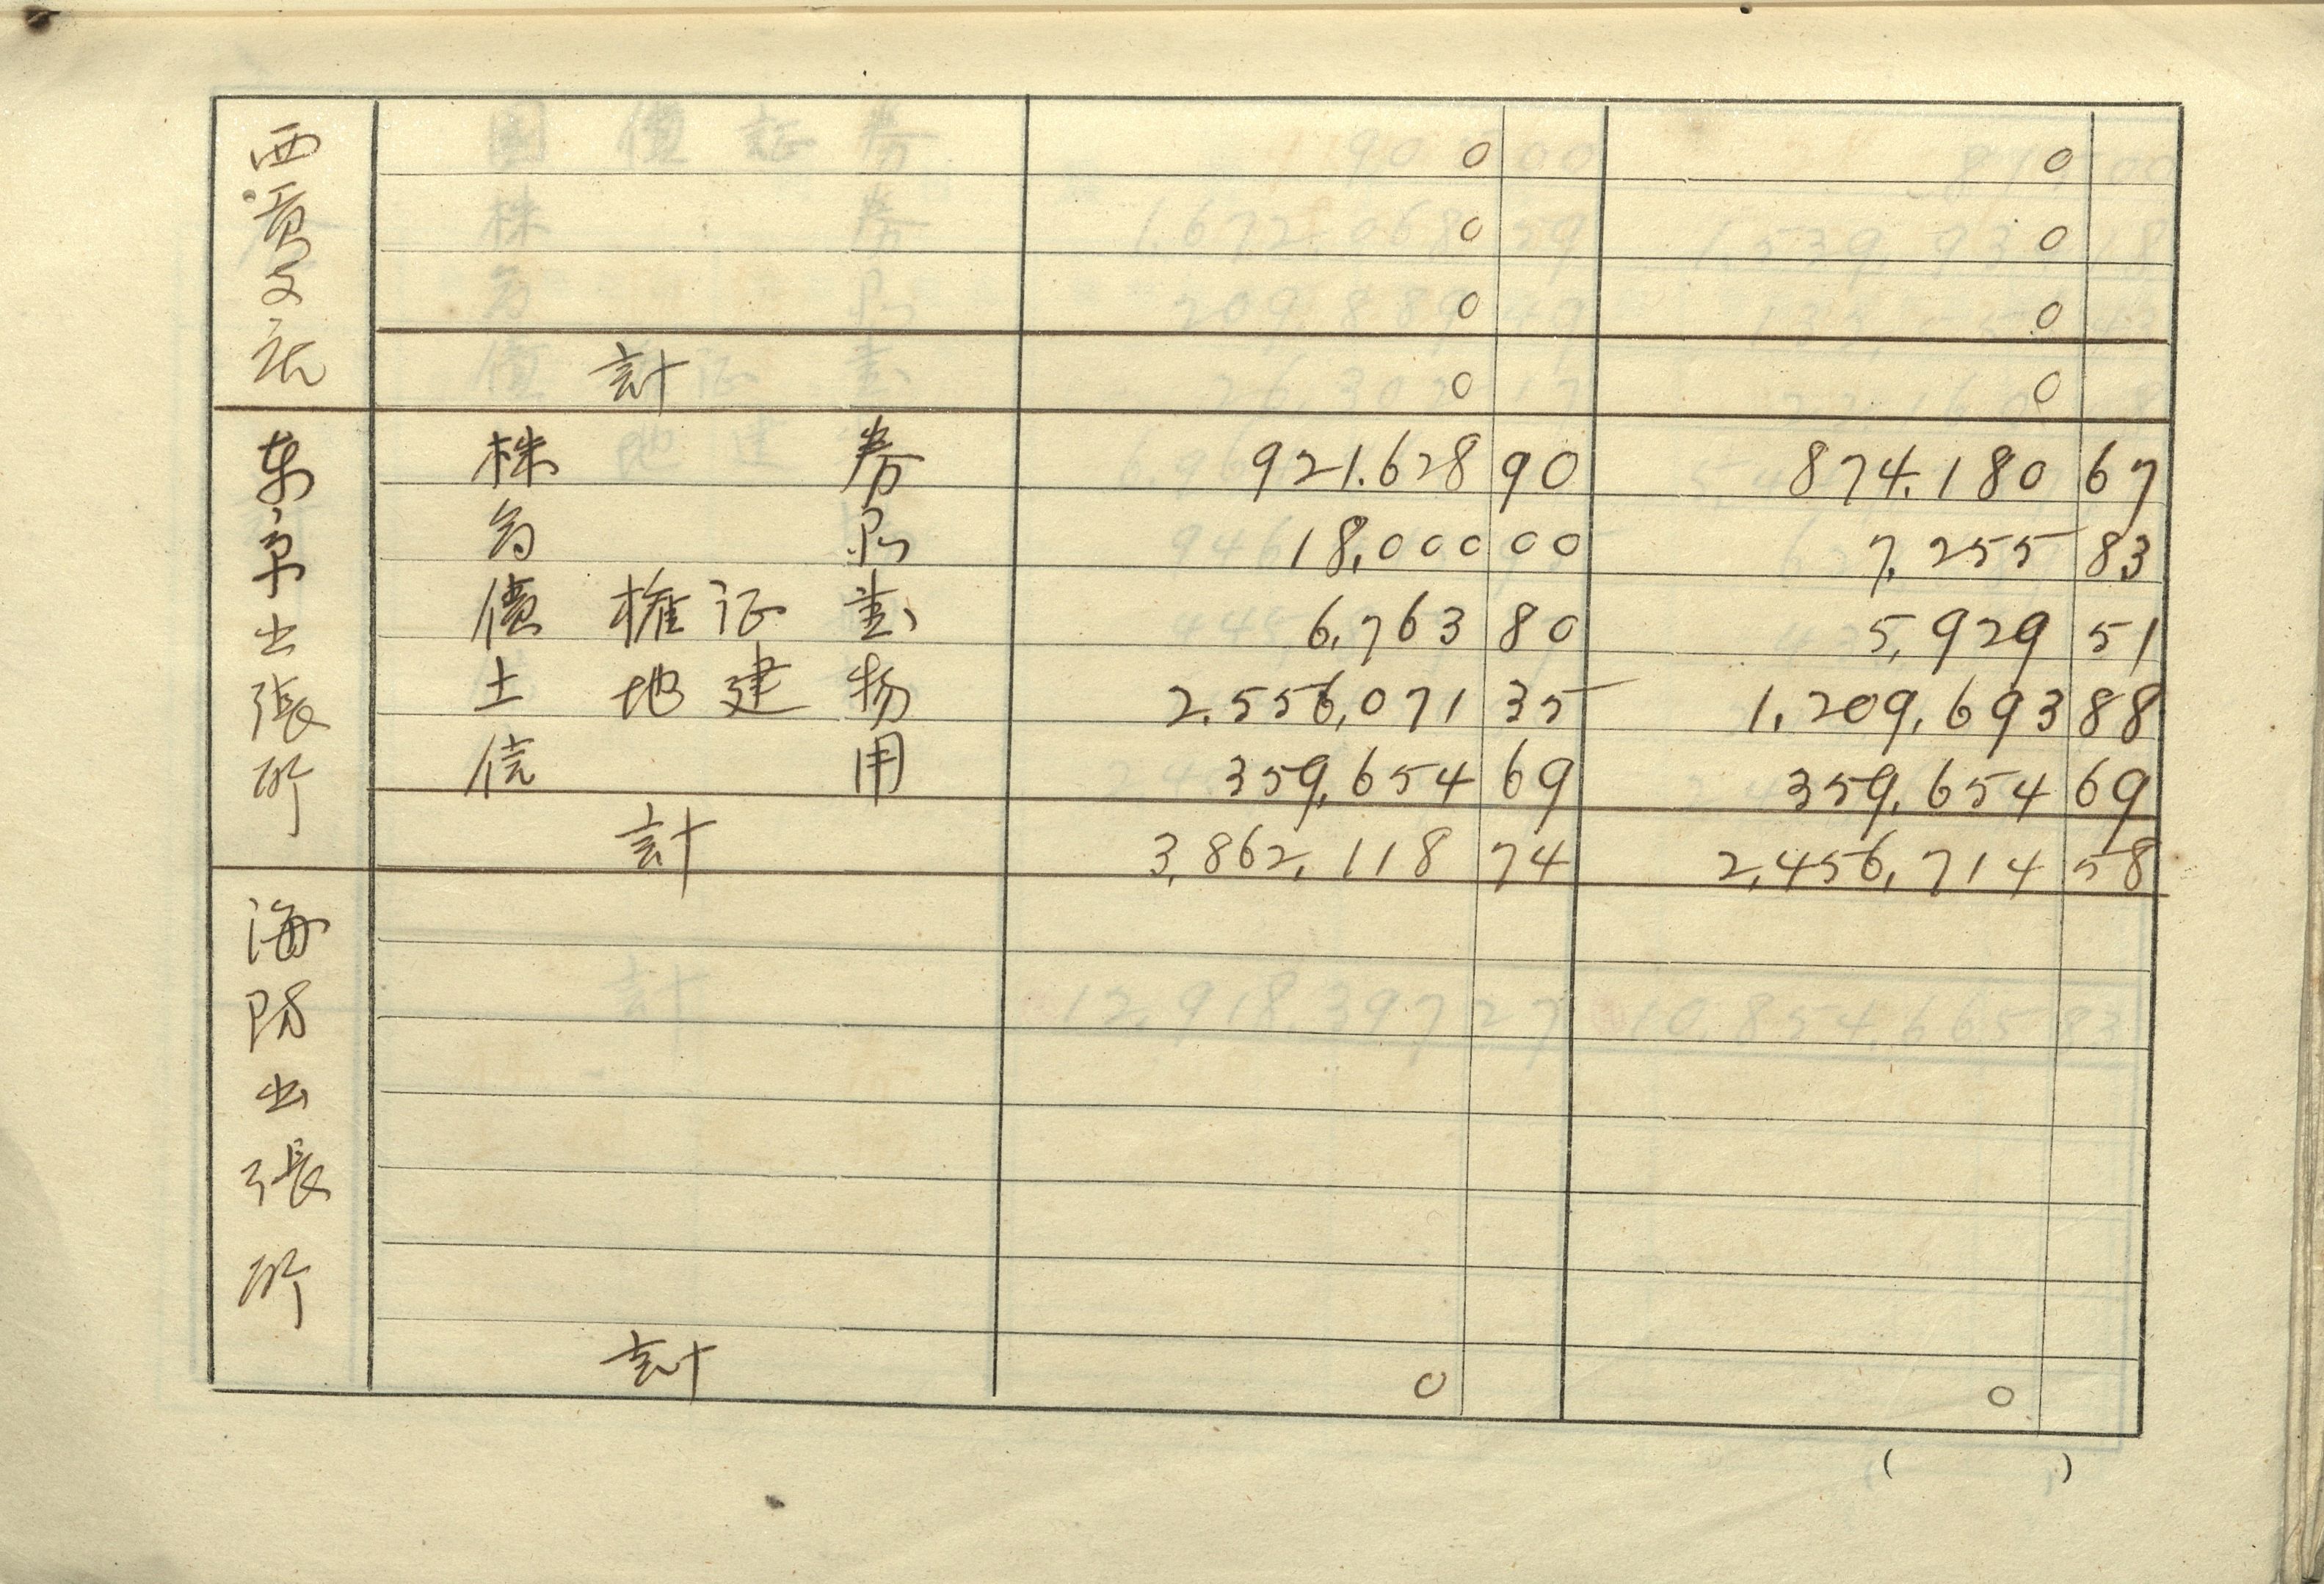 西貢支店
0 0
0 0
0 0
計 0 0
東京出張所
株券 921.628 90 874.180 67
商品 18,000 00 7,255 83
債権証書 6,763 80 5,929 51
土地建物 2.556,071 35 1,209,693 88
信用 359,654 69 359,654 69
計 3,862,118 74 2,456,714 58
海防出張所
計 0 0
( )